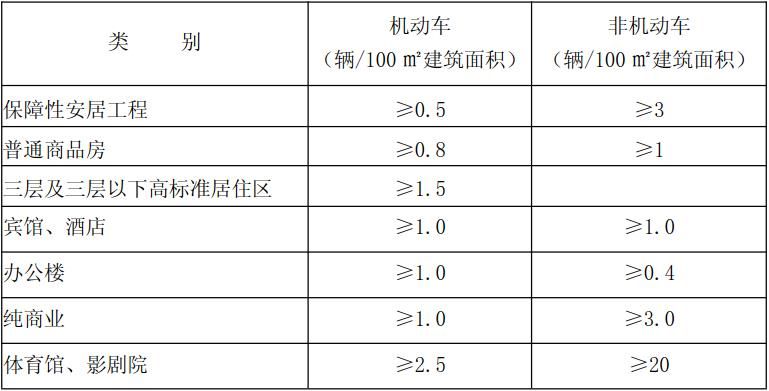 类 别 机动车 非机动车
（辆/100 ㎡建筑面积） （辆/100 ㎡建筑面积）
保障性安居工程 ≥0.5 ≥3
普通商品房 ≥0.8 ≥1
三层及三层以下高标准居住区 ≥1.5
宾馆、酒店 ≥1.0 ≥1.0
办公楼 ≥1.0 ≥0.4
纯商业 ≥1.0 ≥3.0
体育馆、影剧院 ≥2.5 ≥20